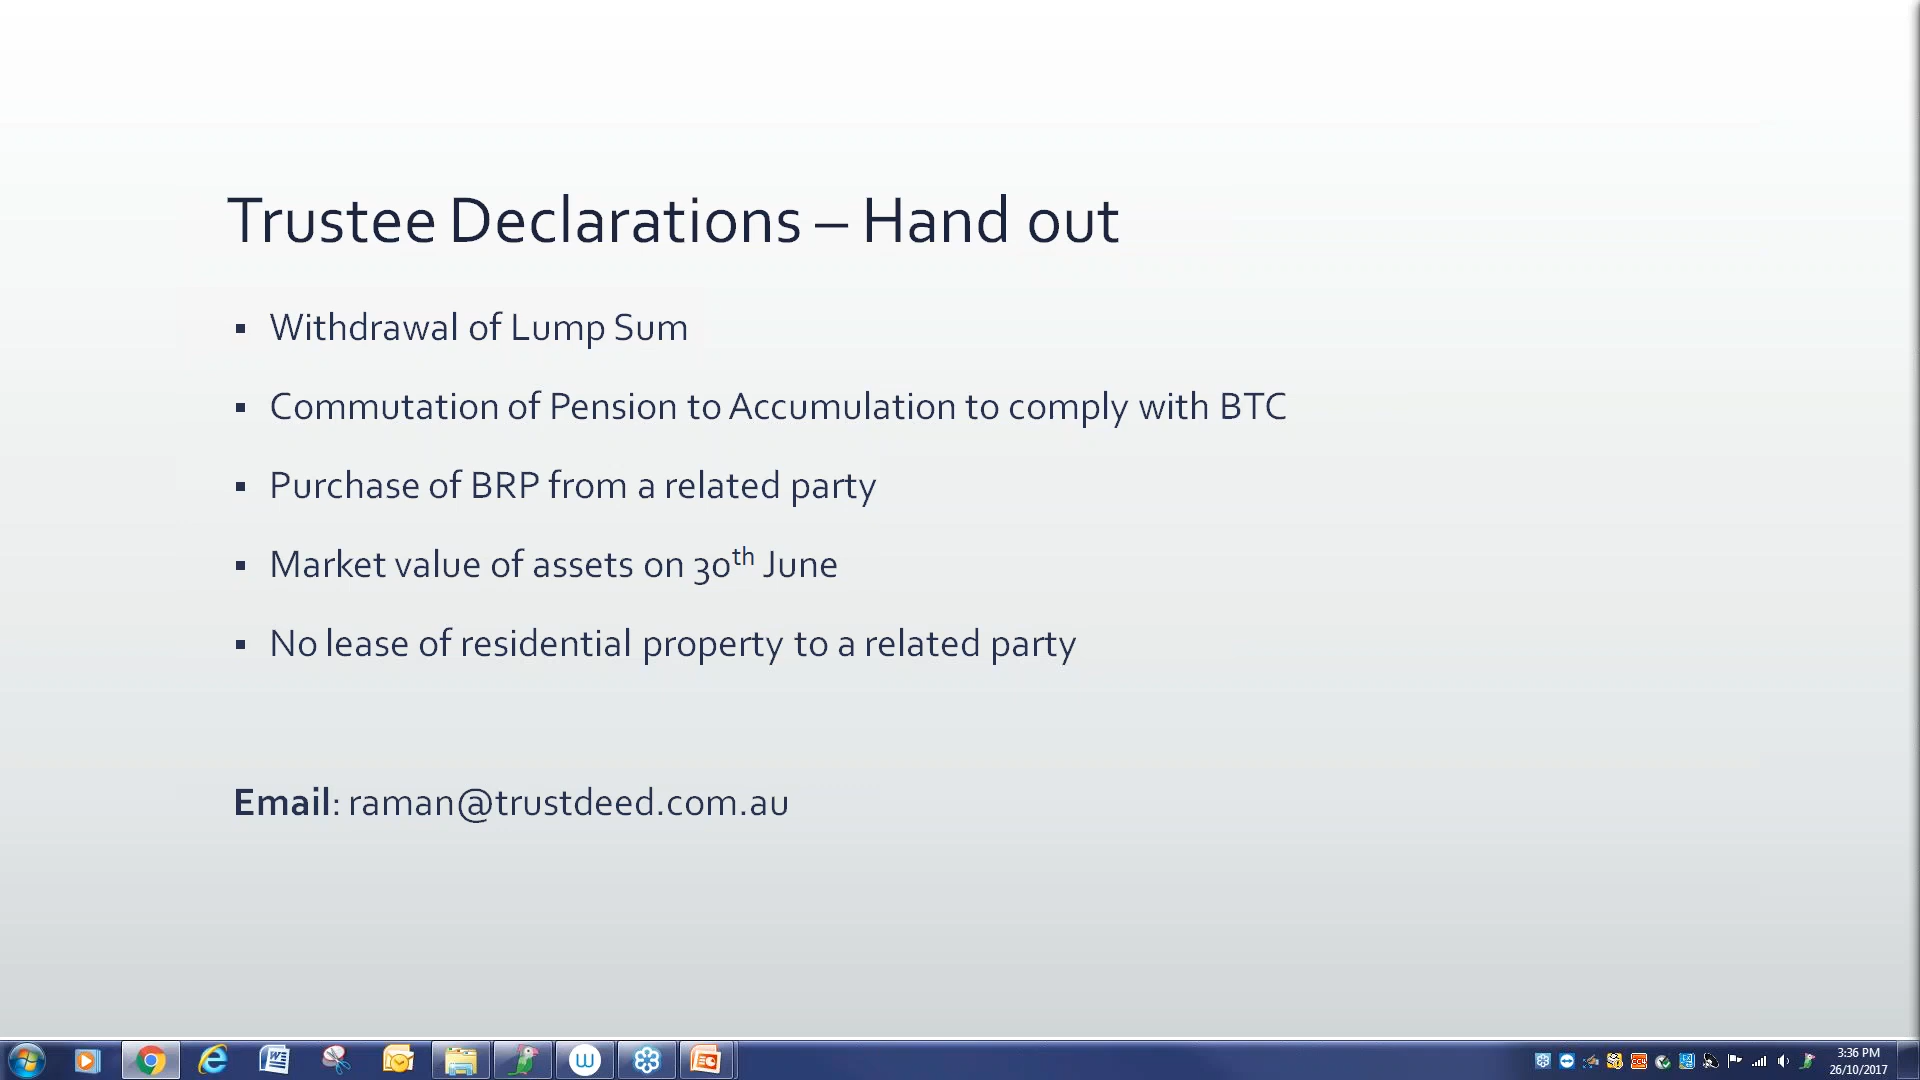 Trustee Declarations – Hand out
▪ Withdrawal of Lump Sum
▪ Commutation of Pension to Accumulation to comply with BTC
▪ Purchase of BRP from a related party
▪ Market value of assets on 30th June
▪ No lease of residential property to a related party
Email: raman@trustdeed.com.au
3:36 PM
26/10/2017